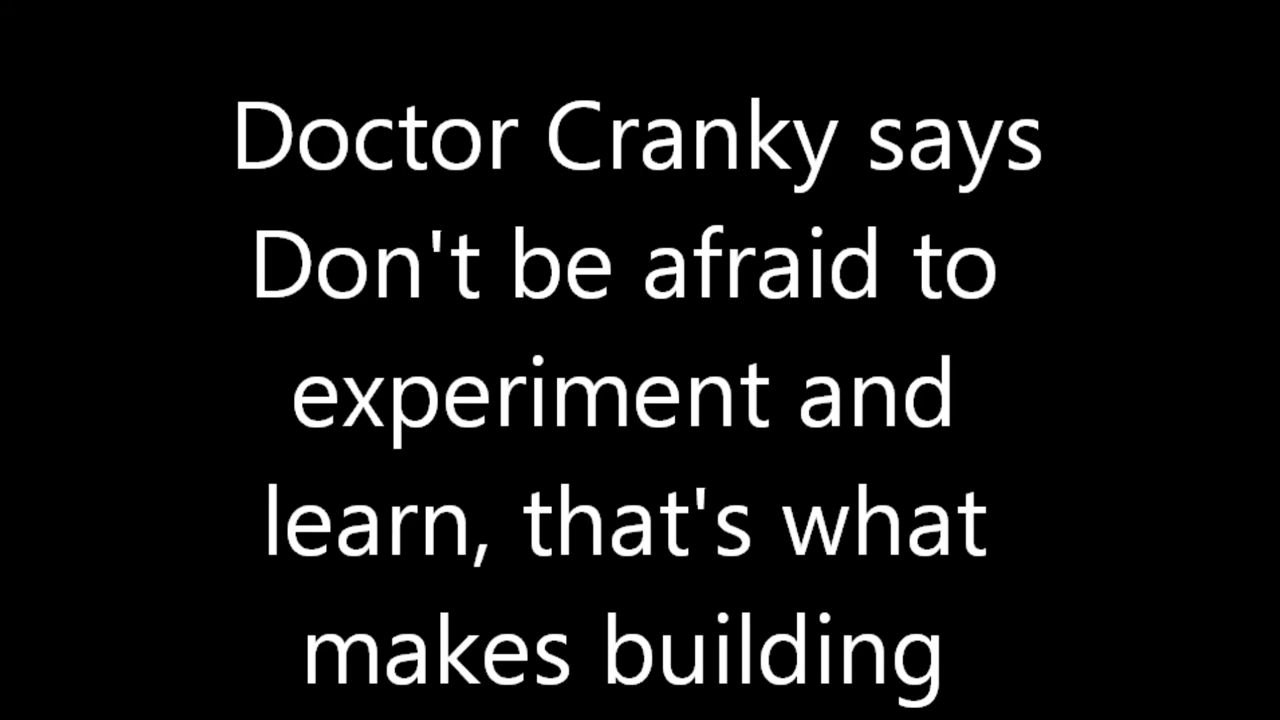 Doctor Cranky says
Don't be afraid to
experiment and
learn, that's what
makes building